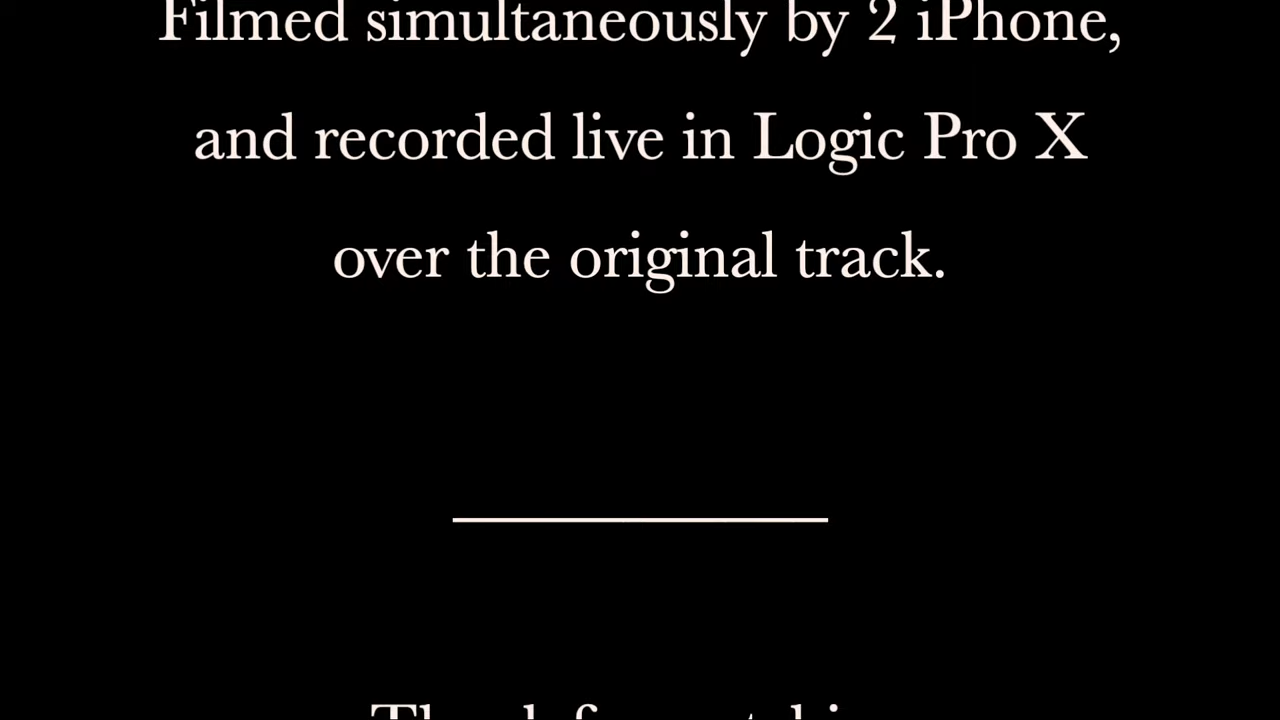 Filmed simultaneously by 2 iPhone,
and recorded live in Logic Pro X
over the original track.